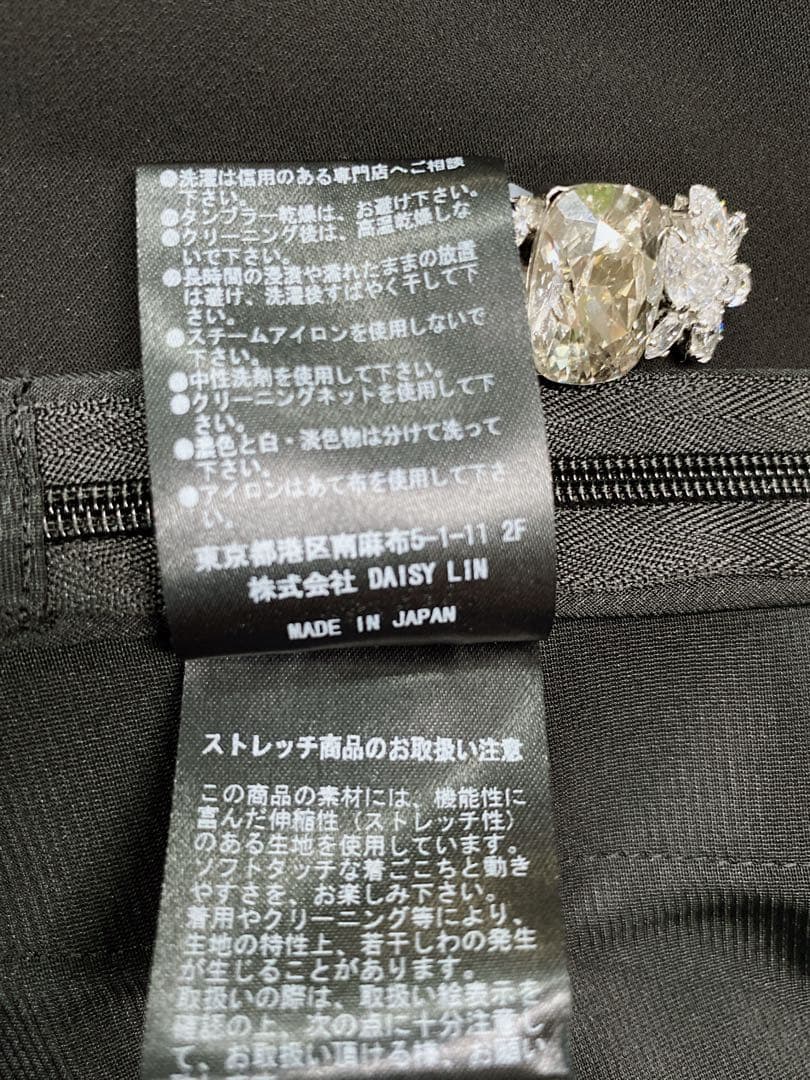 ●洗濯は信用のある専門店へご相談
下さい。
●タンブラー乾燥は、お避け下さい。
●クリーニング後は、高温乾燥しな
いで下さい。
●長時間の浸漬や濡れたままの放置
は避け、洗濯後すばやく干して下
さい。
●スチームアイロンを使用しないで
下さい。
●中性洗剤を使用して下さい。
●クリーニングネットを使用して下
さい。
●濃色と白・淡色物は分けて洗って
下さい。
●アイロンはあて布を使用して下さ
い。
東京都港区南麻布5-1-11 2F
株式会社 DAISY LIN
MADE IN JAPAN
ストレッチ商品のお取扱い注意
この商品の素材には、機能性に
富んだ伸縮性（ストレッチ性）
のある生地を使用しています。
ソフトタッチな着ごこちと動き
やすさを、お楽しみ下さい。
着用やクリーニング等により、
生地の特性上、若干しわの発生
が生じることがあります。
取扱いの際は、取扱い絵表示を
確認の上、次の点に十分注意し
て、お取扱い頂ける様、お願い